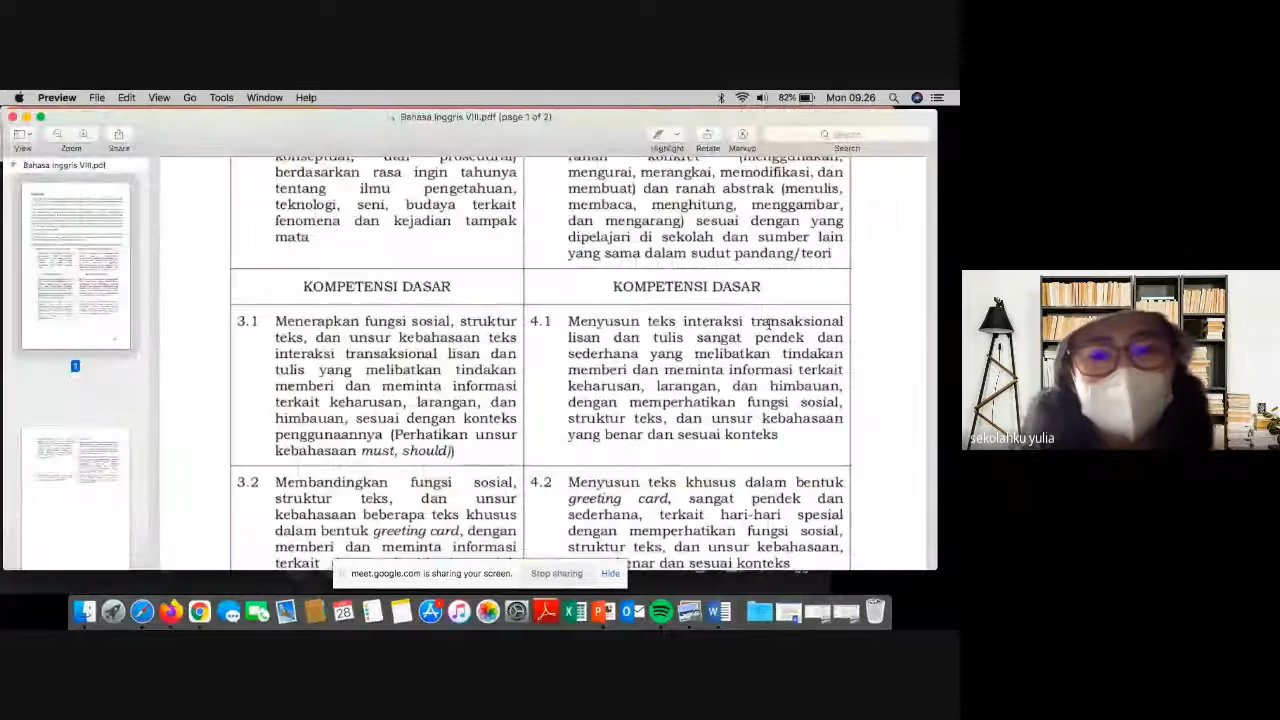 Preview File Edit View Go Tools Window Help 82% Mon 09.26
Bahasa Inggris VIII.pdf (page 1 of 2)
View Zoom Share Highlight Rotate Markup Search
Search
Bahasa Inggris VIII.pdf
1
konseptual, dan prosedural)
berdasarkan rasa ingin tahunya
tentang ilmu pengetahuan,
teknologi, seni, budaya terkait
fenomena dan kejadian tampak
mata
ranah konkret (menggunakan,
mengurai, merangkai, memodifikasi, dan
membuat) dan ranah abstrak (menulis,
membaca, menghitung, menggambar,
dan mengarang) sesuai dengan yang
dipelajari di sekolah dan sumber lain
yang sama dalam sudut pandang/teori
KOMPETENSI DASAR
KOMPETENSI DASAR
3.1 Menerapkan fungsi sosial, struktur
teks, dan unsur kebahasaan teks
interaksi transaksional lisan dan
tulis yang melibatkan tindakan
memberi dan meminta informasi
terkait keharusan, larangan, dan
himbauan, sesuai dengan konteks
penggunaannya (Perhatikan unsur
kebahasaan must, should))
4.1 Menyusun teks interaksi transaksional
lisan dan tulis sangat pendek dan
sederhana yang melibatkan tindakan
memberi dan meminta informasi terkait
keharusan, larangan, dan himbauan,
dengan memperhatikan fungsi sosial,
struktur teks, dan unsur kebahasaan
yang benar dan sesuai konteks
3.2 Membandingkan fungsi sosial,
struktur teks, dan unsur
kebahasaan beberapa teks khusus
dalam bentuk greeting card, dengan
memberi dan meminta informasi
terkait
4.2 Menyusun teks khusus dalam bentuk
greeting card, sangat pendek dan
sederhana, terkait hari-hari spesial
dengan memperhatikan fungsi sosial,
struktur teks, dan unsur kebahasaan,
enar dan sesuai konteks
meet.google.com is sharing your screen. Stop sharing Hide
28
sekolahku yulia